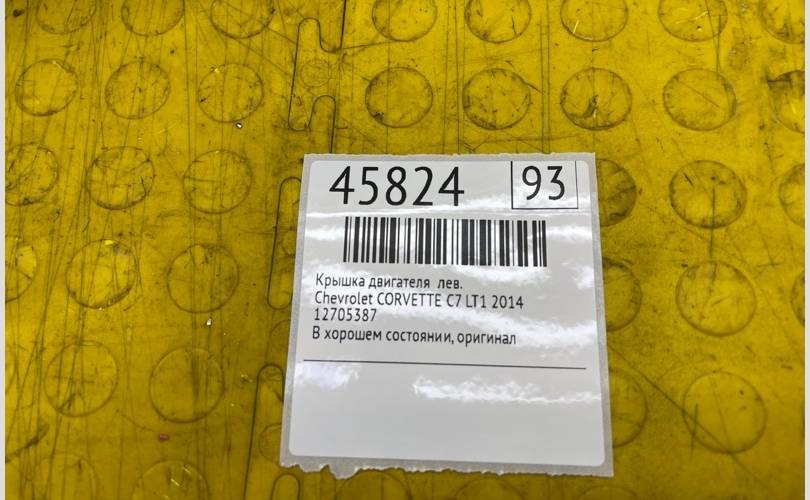 45824 93
Крышка двигателя лев.
Chevrolet CORVETTE C7 LT1 2014
12705387
В хорошем состоянии, оригинал